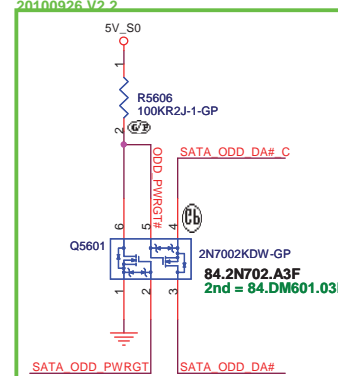 20100926 V2.2
5V_S0
1
R5606
100KR2J-1-GP
2
G/P
ODD_PWRGT#
SATA_ODD_DA#_C
Cb
6
5
4
Q5601
2N7002KDW-GP
84.2N702.A3F
2nd = 84.DM601.03
1
2
3
SATA_ODD_PWRGT
SATA_ODD_DA#